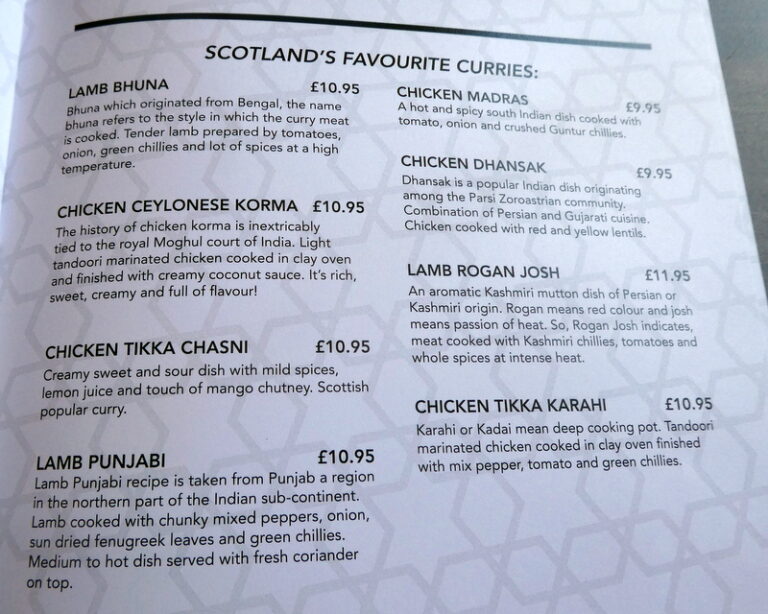 SCOTLAND'S FAVOURITE CURRIES:
LAMB BHUNA £10.95
Bhuna which originated from Bengal, the name
bhuna refers to the style in which the curry meat
is cooked. Tender lamb prepared by tomatoes,
onion, green chillies and lot of spices at a high
temperature.
CHICKEN CEYLONESE KORMA £10.95
The history of chicken korma is inextricably
tied to the royal Moghul court of India. Light
tandoori marinated chicken cooked in clay oven
and finished with creamy coconut sauce. It's rich,
sweet, creamy and full of flavour!
CHICKEN TIKKA CHASNI £10.95
Creamy sweet and sour dish with mild spices,
lemon juice and touch of mango chutney. Scottish
popular curry.
LAMB PUNJABI £10.95
Lamb Punjabi recipe is taken from Punjab a region
in the northern part of the Indian sub-continent.
Lamb cooked with chunky mixed peppers, onion,
sun dried fenugreek leaves and green chillies.
Medium to hot dish served with fresh coriander
on top.
CHICKEN MADRAS £9.95
A hot and spicy south Indian dish cooked with
tomato, onion and crushed Guntur chillies.
CHICKEN DHANSAK £9.95
Dhansak is a popular Indian dish originating
among the Parsi Zoroastrian community.
Combination of Persian and Gujarati cuisine.
Chicken cooked with red and yellow lentils.
LAMB ROGAN JOSH £11.95
An aromatic Kashmiri mutton dish of Persian or
Kashmiri origin. Rogan means red colour and josh
means passion of heat. So, Rogan Josh indicates,
meat cooked with Kashmiri chillies, tomatoes and
whole spices at intense heat.
CHICKEN TIKKA KARAHI £10.95
Karahi or Kadai mean deep cooking pot. Tandoori
marinated chicken cooked in clay oven finished
with mix pepper, tomato and green chillies.